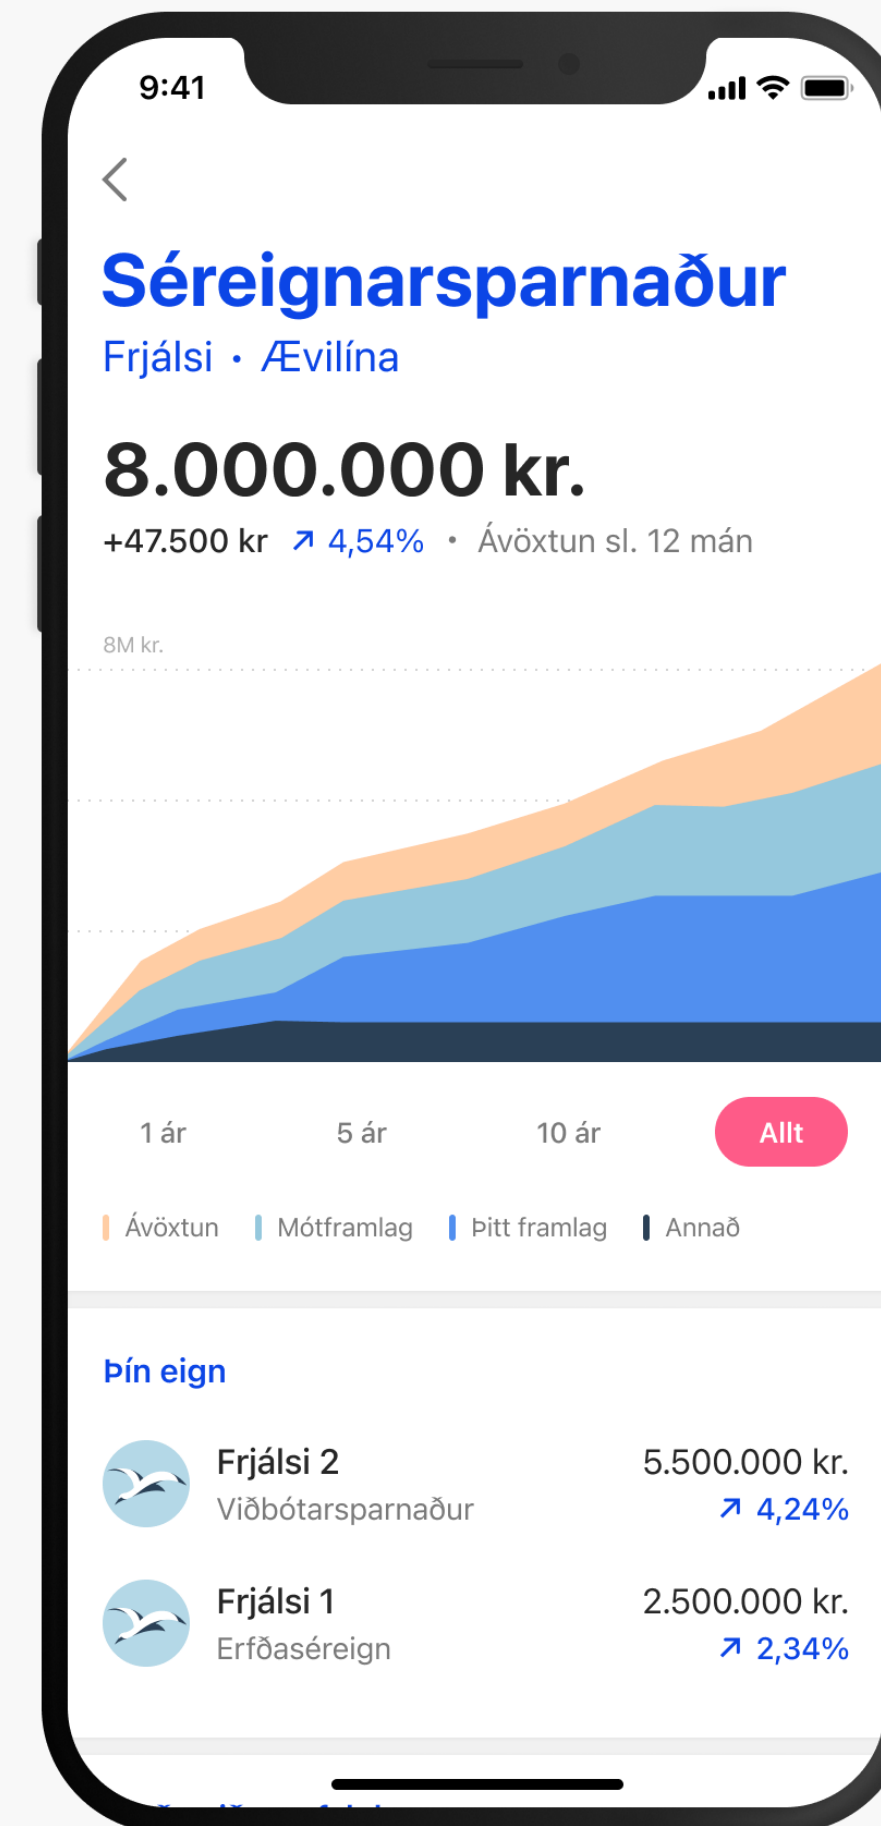 9:41
Séreignarsparnaður
Frjálsi • Ævilína
8.000.000 kr.
+47.500 kr ↗ 4,54% • Ávöxtun sl. 12 mán
8M kr.
1 ár 5 ár 10 ár Allt
Ávöxtun Mótframlag Þitt framlag Annað
Þín eign
Frjálsi 2 5.500.000 kr.
Viðbótarsparnaður ↗ 4,24%
Frjálsi 1 2.500.000 kr.
Erfðaséreign ↗ 2,34%